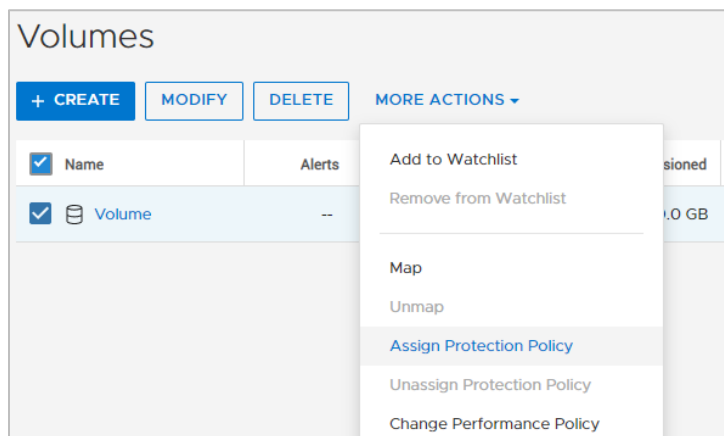 Volumes
+ CREATE MODIFY DELETE MORE ACTIONS
Name Alerts sioned
Volume -- .0 GB
Add to Watchlist
Remove from Watchlist
Map
Unmap
Assign Protection Policy
Unassign Protection Policy
Change Performance Policy